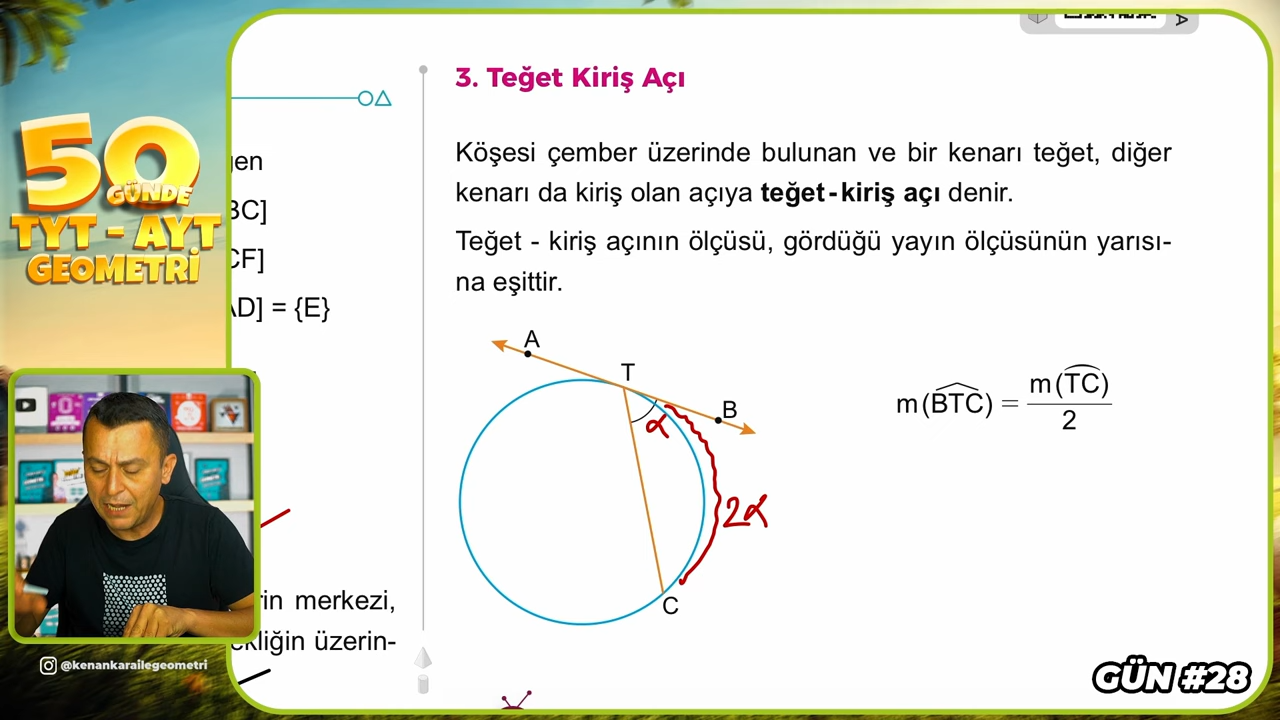 50
GÜNDE
TYT - AYT
GEOMETRİ
gen
BC]
CF]
AD] = {E}
rin merkezi,
ekliğin üzerin-
3. Teğet Kiriş Açı
Köşesi çember üzerinde bulunan ve bir kenarı teğet, diğer
kenarı da kiriş olan açıya teğet-kiriş açı denir.
Teğet - kiriş açının ölçüsü, gördüğü yayın ölçüsünün yarısı-
na eşittir.
A
T
B
α
2α
C
m(BTC) = m(TC) / 2
@kenankarailegeometri
GÜN #28